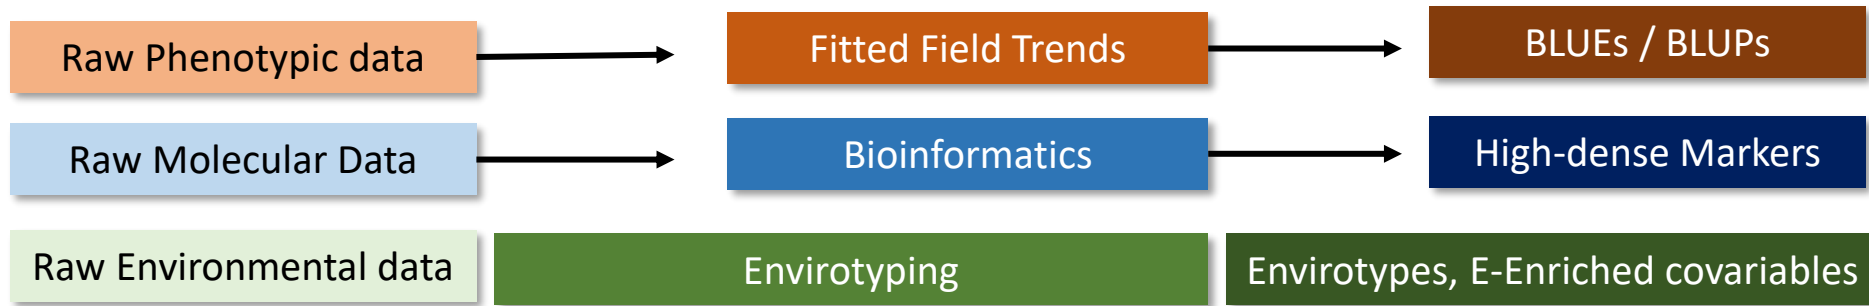 Raw Phenotypic data
Fitted Field Trends
BLUEs / BLUPs
Raw Molecular Data
Bioinformatics
High-dense Markers
Raw Environmental data
Envirotyping
Envirotypes, E-Enriched covariables